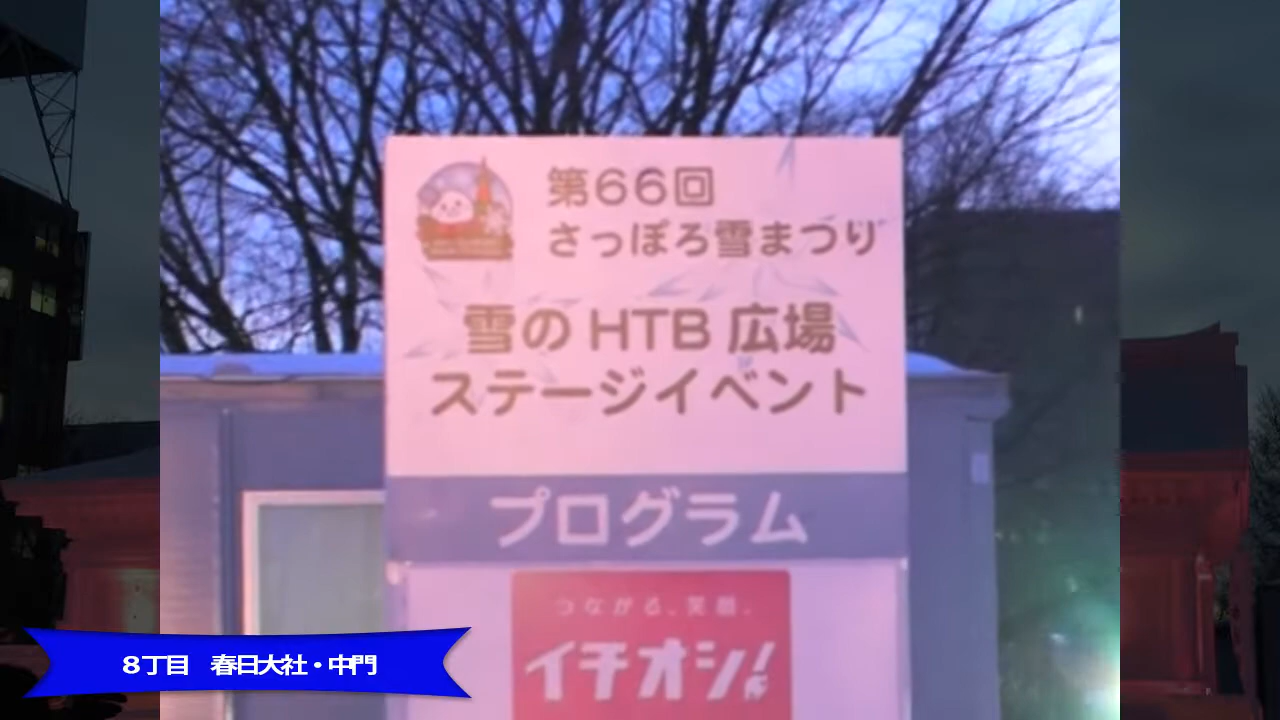 第66回
さっぽろ雪まつり
雪のHTB広場
ステージイベント
プログラム
つながる、笑顔。
イチオシ!
8丁目　春日大社・中門